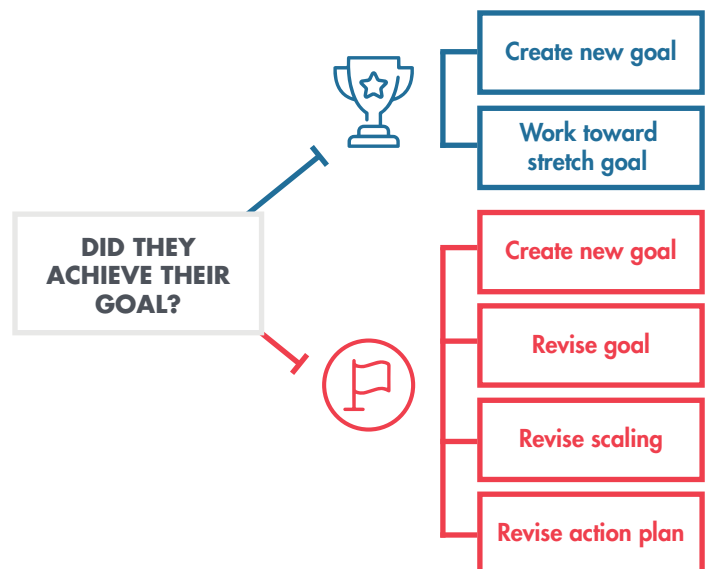 DID THEY
ACHIEVE THEIR
GOAL?
Create new goal
Work toward
stretch goal
Create new goal
Revise goal
Revise scaling
Revise action plan